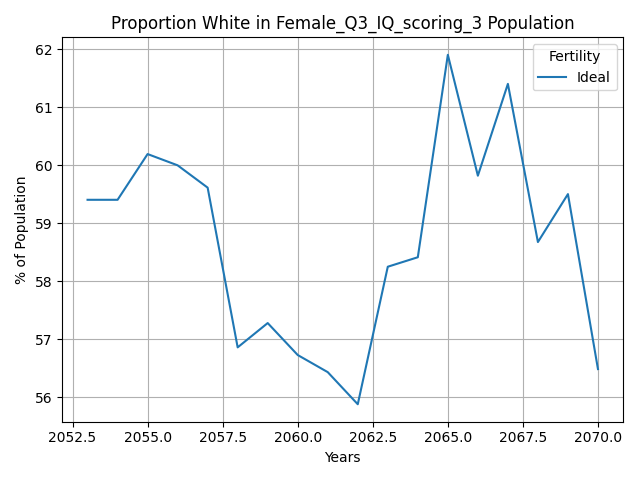 Proportion White in Female_Q3_IQ_scoring_3 Population
Fertility
Ideal
% of Population
62
61
60
59
58
57
56
2052.5 2055.0 2057.5 2060.0 2062.5 2065.0 2067.5 2070.0
Years